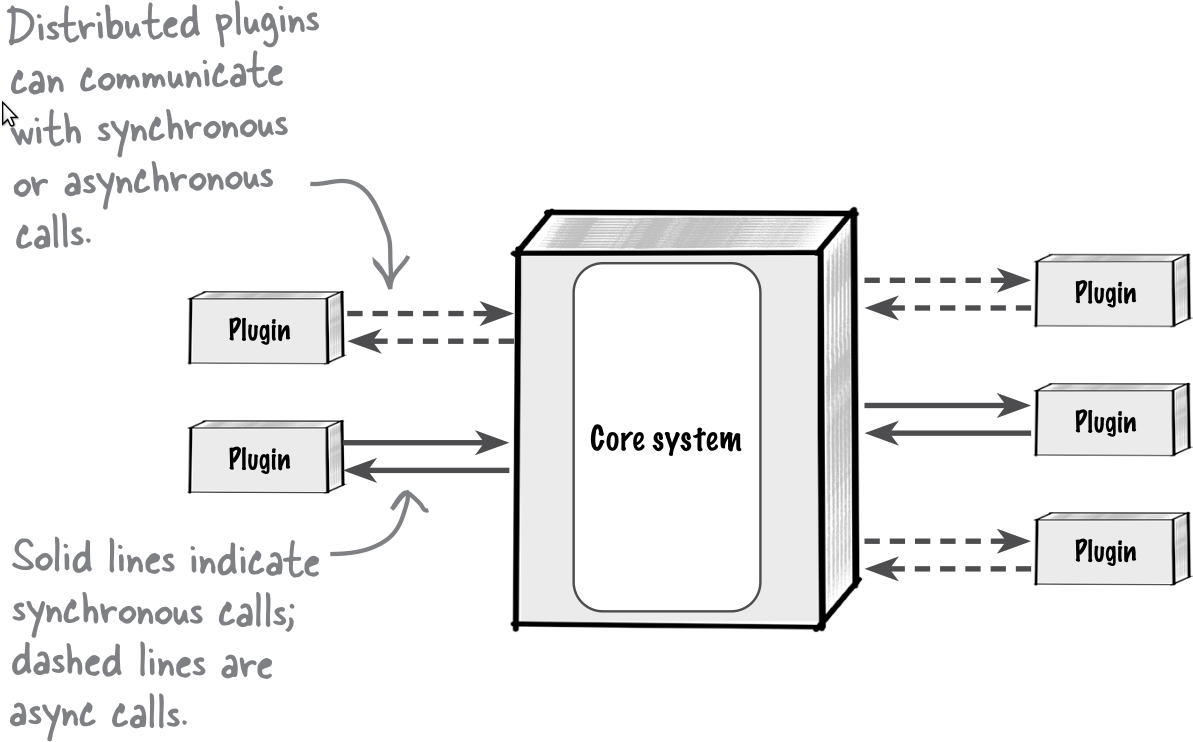 Distributed plugins
can communicate
with synchronous
or asynchronous
calls.
Plugin
Plugin
Core system
Plugin
Plugin
Plugin
Solid lines indicate
synchronous calls;
dashed lines are
async calls.